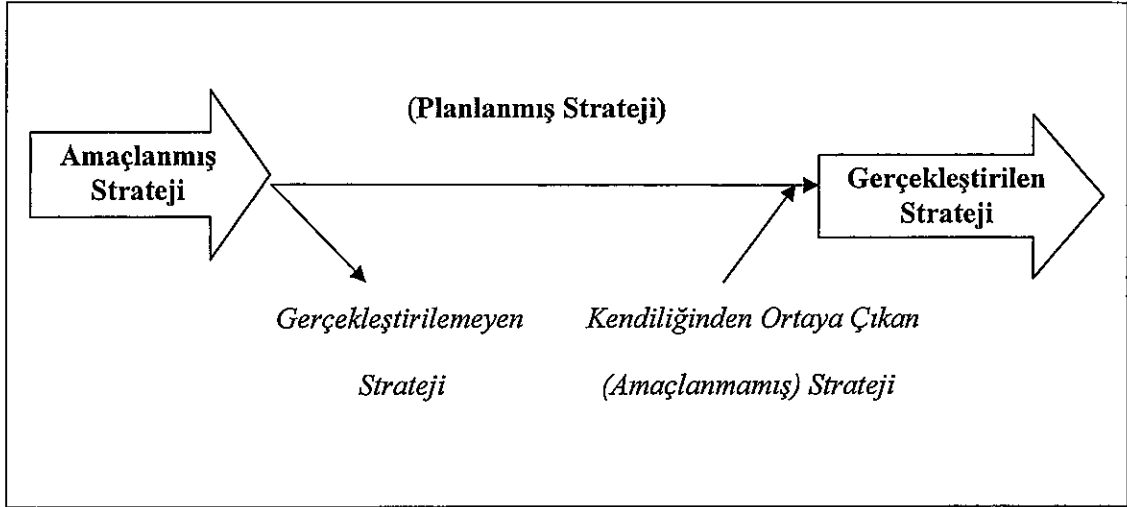 (Planlanmış Strateji)
Amaçlanmış
Strateji
Gerçekleştirilen
Strateji
Gerçekleştirilemeyen
Strateji
Kendiliğinden Ortaya Çıkan
(Amaçlanmamış) Strateji